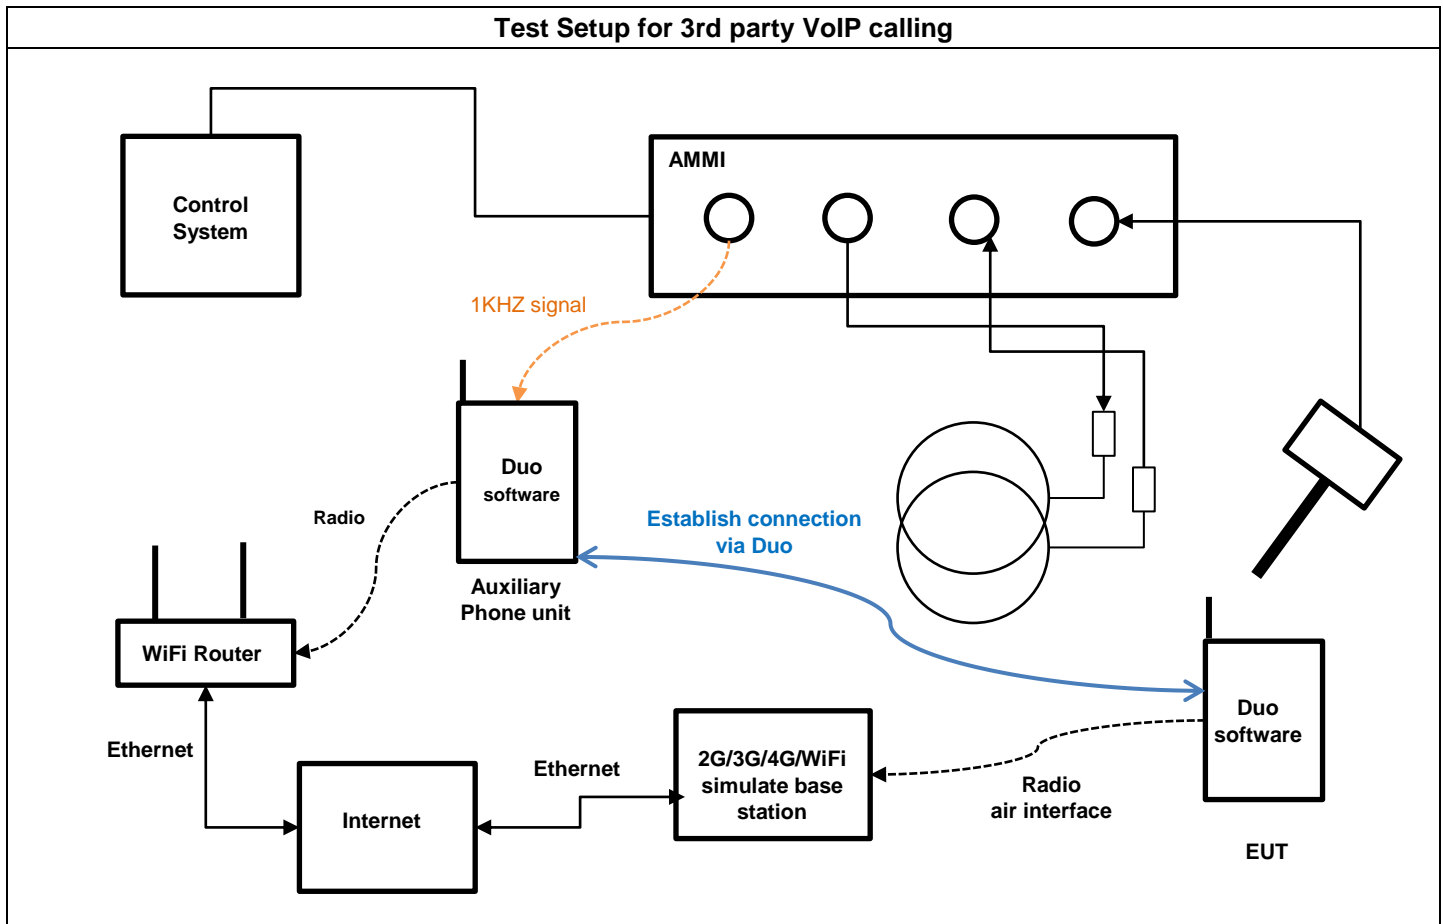 Test Setup for 3rd party VoIP calling
AMMI
Control
System
1KHZ signal
Duo
software
Establish connection
via Duo
Radio
Auxiliary
Phone unit
WiFi Router
Duo
software
Ethernet
Ethernet
2G/3G/4G/WiFi
simulate base
station
Radio
air interface
Internet
EUT